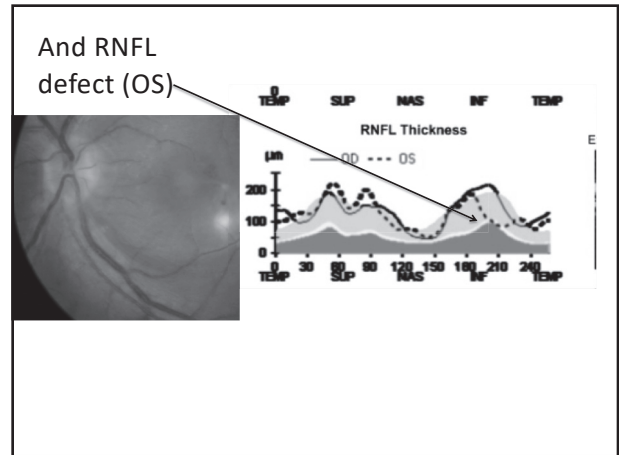 And RNFL
defect (OS)
0
TEMP SUP NAS INF TEMP
RNFL Thickness
E
µm
OD OS
200
100
0
0 30 60 90 120 150 180 210 240
TEMP SUP NAS INF TEMP